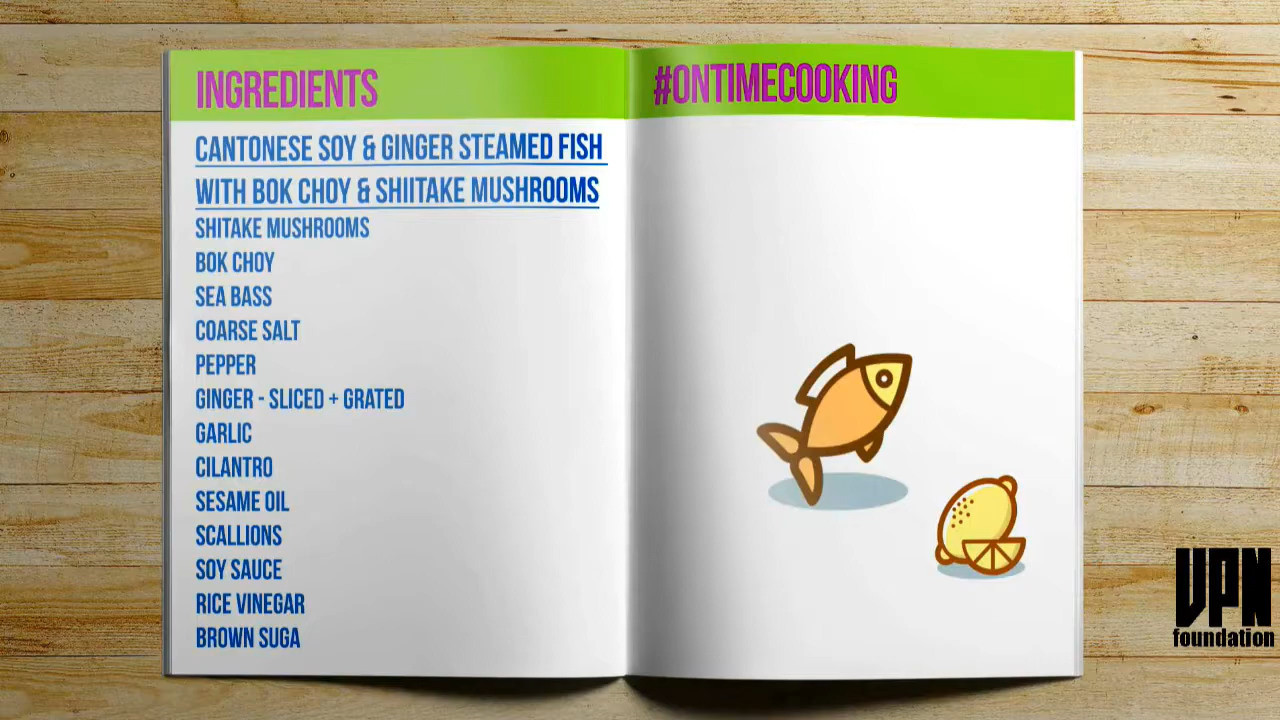 INGREDIENTS
CANTONESE SOY & GINGER STEAMED FISH
WITH BOK CHOY & SHIITAKE MUSHROOMS
SHITAKE MUSHROOMS
BOK CHOY
SEA BASS
COARSE SALT
PEPPER
GINGER - SLICED + GRATED
GARLIC
CILANTRO
SESAME OIL
SCALLIONS
SOY SAUCE
RICE VINEGAR
BROWN SUGA
#ONTIMECOOKING
VPN
foundation